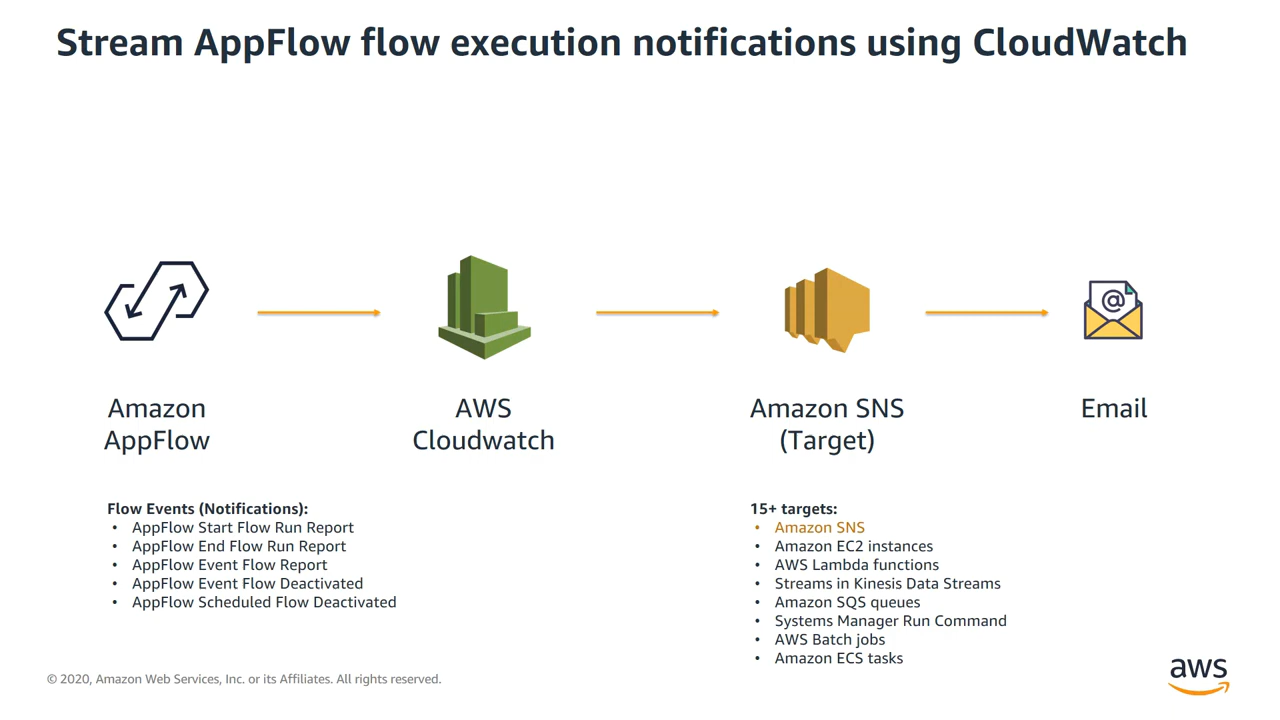 Stream AppFlow flow execution notifications using CloudWatch
@
Amazon
AppFlow
AWS
Cloudwatch
Amazon SNS
(Target)
Email
Flow Events (Notifications):
• AppFlow Start Flow Run Report
• AppFlow End Flow Run Report
• AppFlow Event Flow Report
• AppFlow Event Flow Deactivated
• AppFlow Scheduled Flow Deactivated
15+ targets:
• Amazon SNS
• Amazon EC2 instances
• AWS Lambda functions
• Streams in Kinesis Data Streams
• Amazon SQS queues
• Systems Manager Run Command
• AWS Batch jobs
• Amazon ECS tasks
© 2020, Amazon Web Services, Inc. or its Affiliates. All rights reserved.
aws